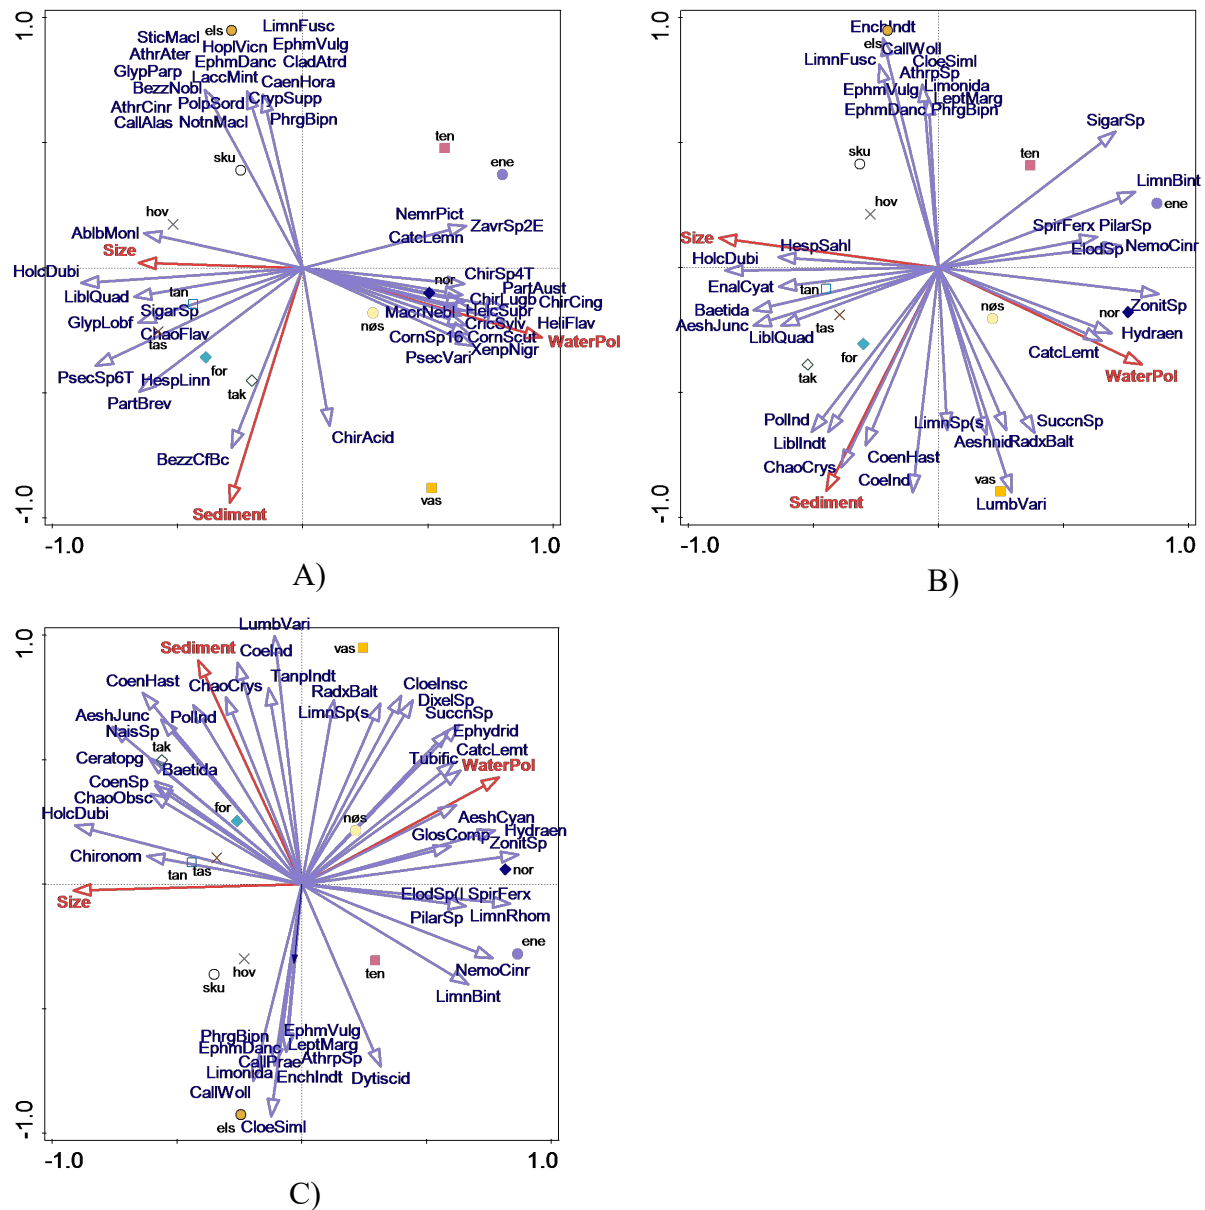 1.0
-1.0
-1.0
1.0
els
LimnFusc
SticMacl
HoplVicn
EphmVulg
AthrAter
EphmDanc
CladAtrd
GlypParp
LaccMint
CaenHora
BezzNobl
AthrCinr
PolpSord
CrypSupp
CallAlas
NotnMacl
PhrgBipn
ten
sku
ene
hov
NemrPict
ZavrSp2E
AblbMonl
CatcLemn
Size
HolcDubi
nor
ChirSp4T
PartAust
LiblQuad
tan
SigarSp
ChirLugb
ChirCing
MacrNebl
HelcSupr
GlypLobf
ChaoFlav
nøs
CricSylv
HeliFlav
tas
CornSp16
CornScut
WaterPol
XenpNigr
PsecVari
PsecSp6T
HespLinn
for
tak
PartBrev
ChirAcid
BezzCfBc
Sediment
vas
A)
1.0
-1.0
-1.0
1.0
EnchIndt
els
CallWoll
LimnFusc
CloeSiml
AthrpSp
EphmVulg
Limonida
LeptMarg
EphmDanc
PhrgBipn
SigarSp
sku
ten
LimnBint
hov
ene
SpirFerx
PilarSp
Size
HespSahl
ElodSp
NemoCinr
HolcDubi
EnalCyat
tan
Baetida
ZonitSp
AeshJunc
tas
nøs
nor
LiblQuad
Hydraen
for
CatcLemt
tak
WaterPol
PolInd
LimnSp(s
SuccnSp
LiblIndt
Aeshnid
RadxBalt
ChaoCrys
CoenHast
CoeInd
vas
Sediment
LumbVari
B)
1.0
-1.0
-1.0
1.0
LumbVari
Sediment
CoeInd
vas
CoenHast
ChaoCrys
TanpIndt
RadxBalt
CloeInsc
DixelSp
AeshJunc
PolInd
LimnSp(s
SuccnSp
NaisSp
Ephydrid
tak
CatcLemt
Ceratopg
Baetida
Tubific
WaterPol
CoenSp
ChaoObsc
for
HolcDubi
nøs
AeshCyan
GlosComp
Hydraen
Chironom
ZonitSp
tan
tas
nor
Size
ElodSp(l
SpirFerx
PilarSp
LimnRhom
ene
hov
ten
NemoCinr
sku
LimnBint
PhrgBipn
EphmVulg
EphmDanc
LeptMarg
CallPrae
AthrpSp
Limonida
EnchIndt
Dytiscid
CallWoll
els
CloeSiml
C)